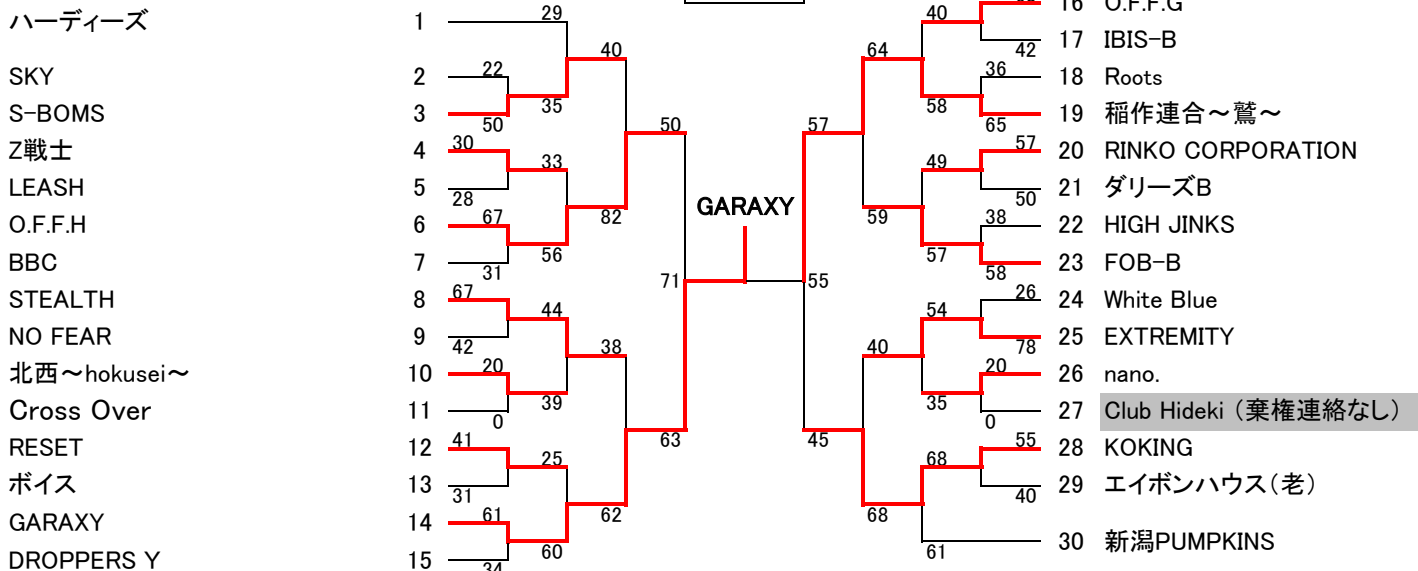 ハーディーズ 1 29 40 16 O.F.F.G
40 64 42 17 IBIS-B
SKY 2 22 36 18 Roots
S-BOMS 3 50 35 58 65 19 稲作連合～鷲～
Z戦士 4 30 50 57 57 20 RINKO CORPORATION
LEASH 5 28 33 49 50 21 ダリーズB
O.F.F.H 6 67 82 GARAXY 59 38 22 HIGH JINKS
BBC 7 31 56 57 58 23 FOB-B
STEALTH 8 67 71 55 26 24 White Blue
NO FEAR 9 42 44 54 78 25 EXTREMITY
北西～hokusei～ 10 20 38 40 20 26 nano.
Cross Over 11 0 39 35 0 27 Club Hideki（棄権連絡なし）
RESET 12 41 63 45 55 28 KOKING
ボイス 13 31 25 68 40 29 エイボンハウス（老）
GARAXY 14 61 62 68
60 61 30 新潟PUMPKINS
DROPPERS Y 15 34